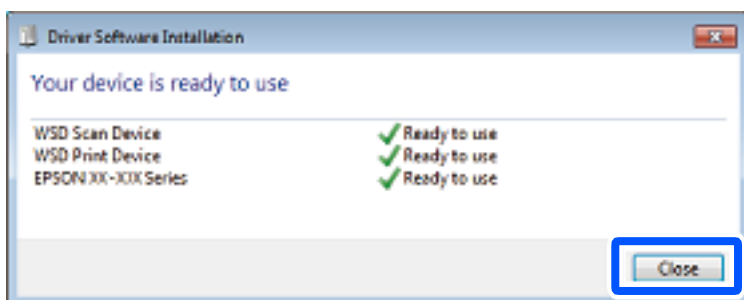 Driver Software Installation
Your device is ready to use
WSD Scan Device Ready to use
WSD Print Device Ready to use
EPSON XX-XXX Series Ready to use
Close